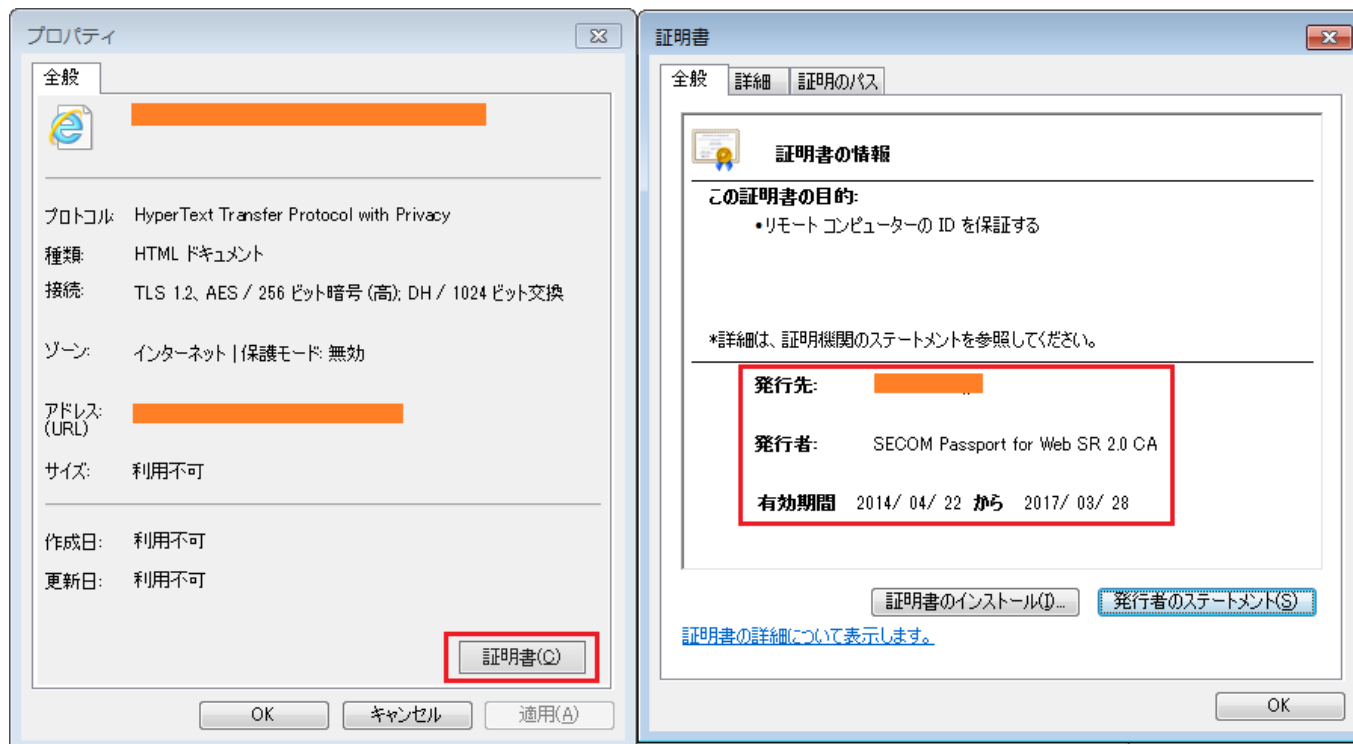 プロパティ
全般
プロトコル: HyperText Transfer Protocol with Privacy
種類: HTML ドキュメント
接続: TLS 1.2、AES / 256 ビット暗号 (高); DH / 1024 ビット交換
ゾーン: インターネット | 保護モード: 無効
アドレス:
(URL)
サイズ: 利用不可
作成日: 利用不可
更新日: 利用不可
証明書(C)
OK キャンセル 適用(A)
証明書
全般 詳細 証明のパス
証明書の情報
この証明書の目的:
•リモート コンピューターの ID を保証する
*詳細は、証明機関のステートメントを参照してください。
発行先:
発行者: SECOM Passport for Web SR 2.0 CA
有効期間 2014/ 04/ 22 から 2017/ 03/ 28
証明書のインストール(I)... 発行者のステートメント(S)
証明書の詳細について表示します。
OK